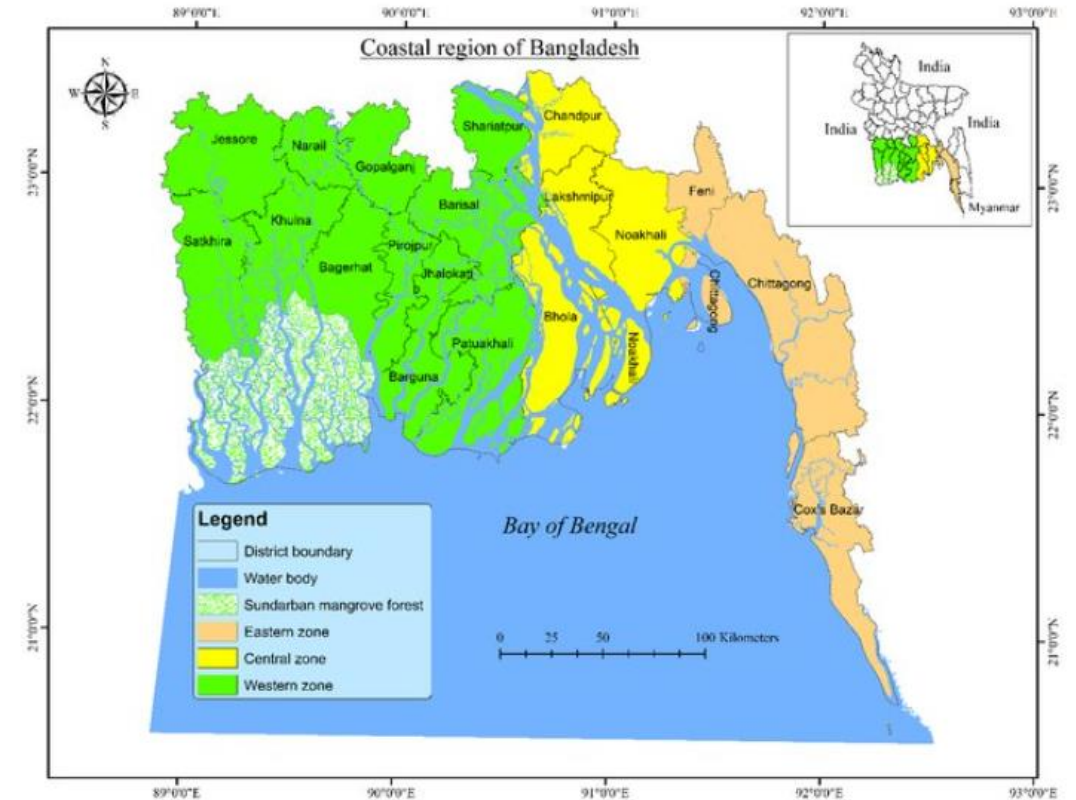 89°0'0"E 90°0'0"E 91°0'0"E 92°0'0"E 93°0'0"E
Coastal region of Bangladesh
N
W E
S
India
India
India
Myanmar
23°0'0"N
23°0'0"N
22°0'0"N
22°0'0"N
21°0'0"N
21°0'0"N
Jessore
Narail
Gopalganj
Shariatpur
Chandpur
Feni
Lakshmipur
Barisal
Khulna
Satkhira
Noakhali
Pirojpur
Bagerhat
Jhalokati
Chittagong
Chittagong
Bhola
Noakhali
Patuakhali
Barguna
Cox's Bazar
Bay of Bengal
Legend
District boundary
Water body
Sundarban mangrove forest
Eastern zone
Central zone
Western zone
0 25 50 100 Kilometers
89°0'0"E 90°0'0"E 91°0'0"E 92°0'0"E 93°0'0"E